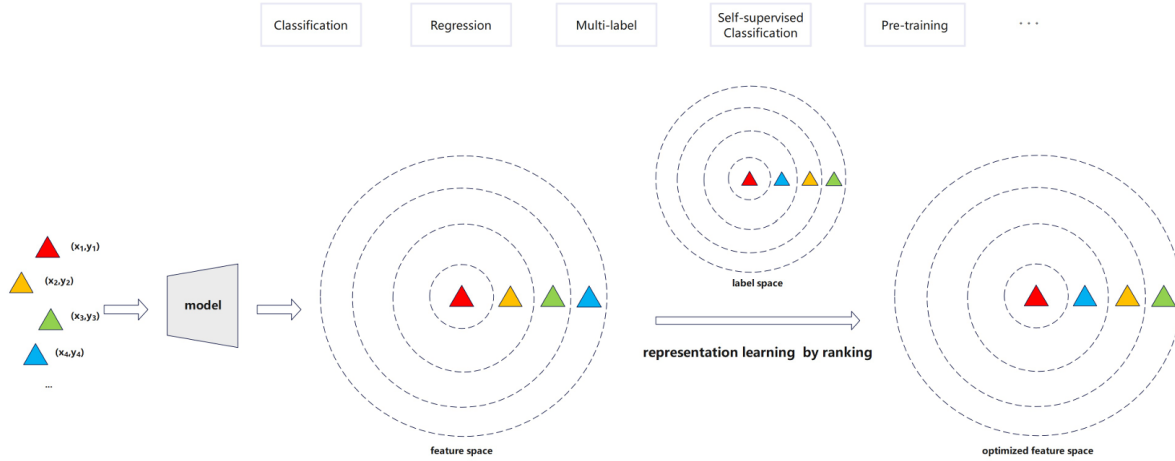 Classification
Regression
Multi-label
Self-supervised
Classification
Pre-training
...
(x₁,y₁)
(x₂,y₂)
(x₃,y₃)
(x₄,y₄)
...
model
feature space
label space
representation learning by ranking
optimized feature space